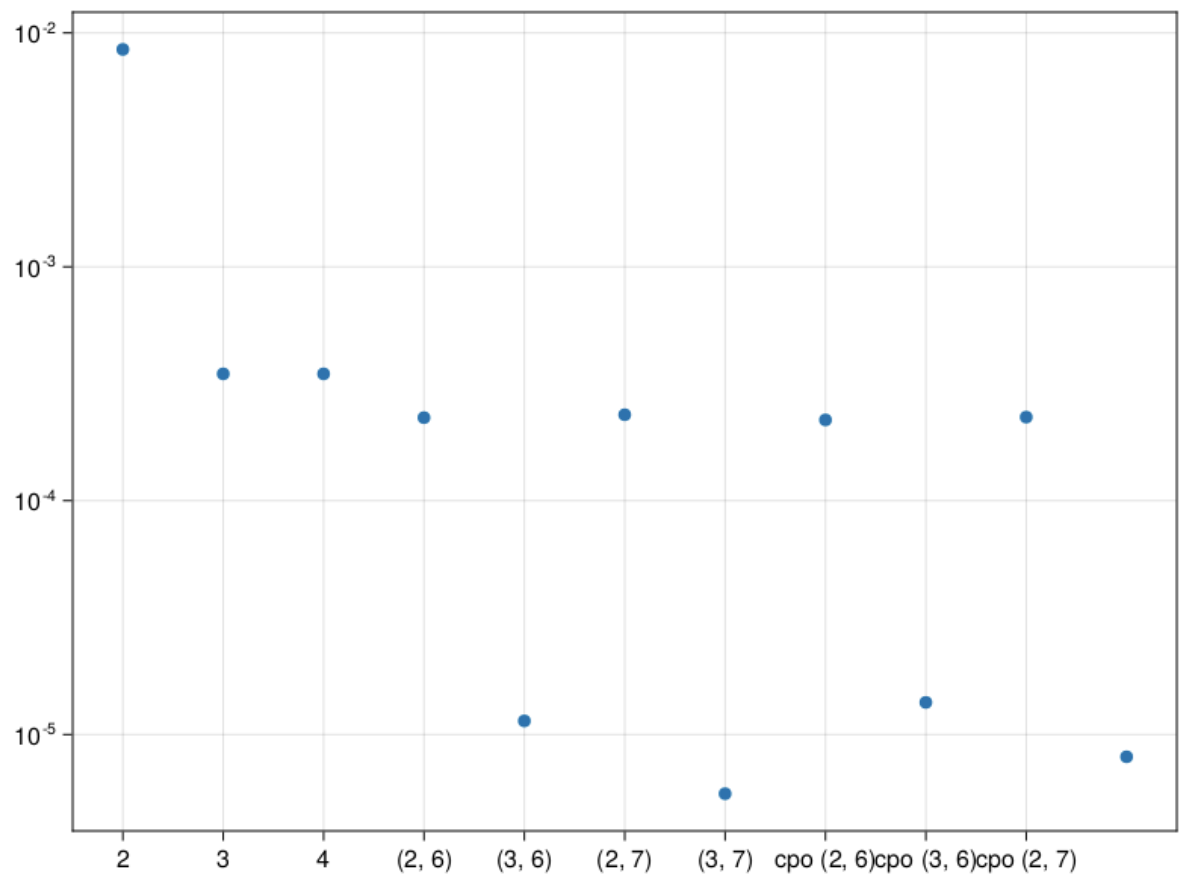 10-2
10-3
10-4
10-5
2 3 4 (2, 6) (3, 6) (2, 7) (3, 7) cpo (2, 6)cpo (3, 6)cpo (2, 7)